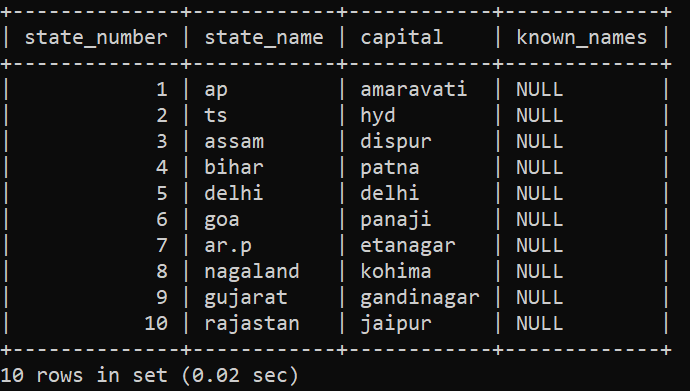 +--------------+------------+------------+-------------+
| state_number | state_name | capital    | known_names |
+--------------+------------+------------+-------------+
|            1 | ap         | amaravati  | NULL        |
|            2 | ts         | hyd        | NULL        |
|            3 | assam      | dispur     | NULL        |
|            4 | bihar      | patna      | NULL        |
|            5 | delhi      | delhi      | NULL        |
|            6 | goa        | panaji     | NULL        |
|            7 | ar.p       | etanagar   | NULL        |
|            8 | nagaland   | kohima     | NULL        |
|            9 | gujarat    | gandinagar | NULL        |
|           10 | rajastan   | jaipur     | NULL        |
+--------------+------------+------------+-------------+
10 rows in set (0.02 sec)